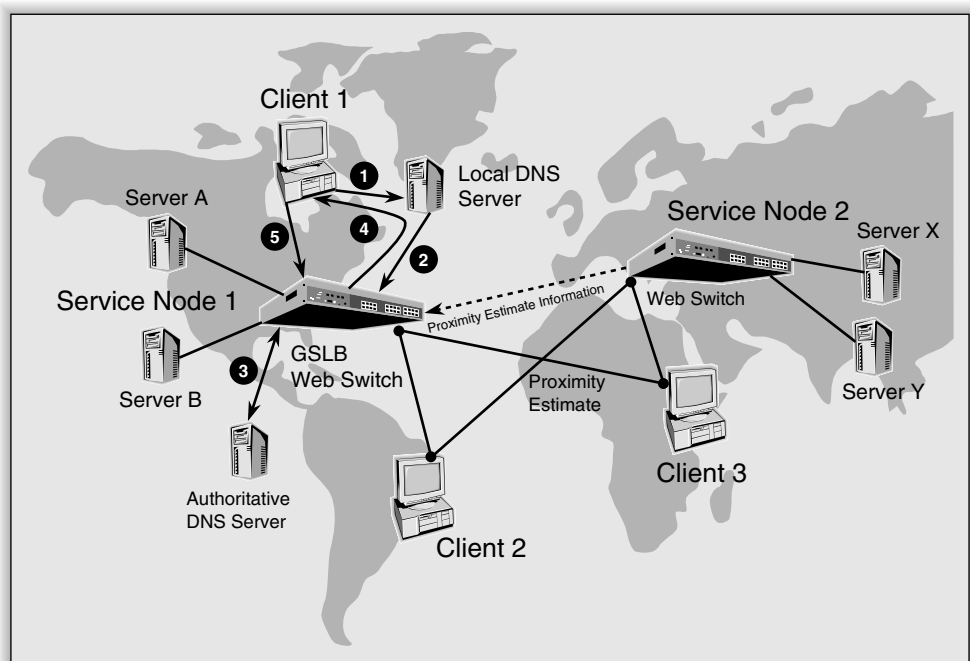 Client 1
1
Local DNS
Server
Server A
5
4
2
Service Node 2
Server X
Service Node 1
Proximity Estimate Information
Web Switch
GSLB
Web Switch
3
Server B
Proximity
Estimate
Server Y
Authoritative
DNS Server
Client 3
Client 2